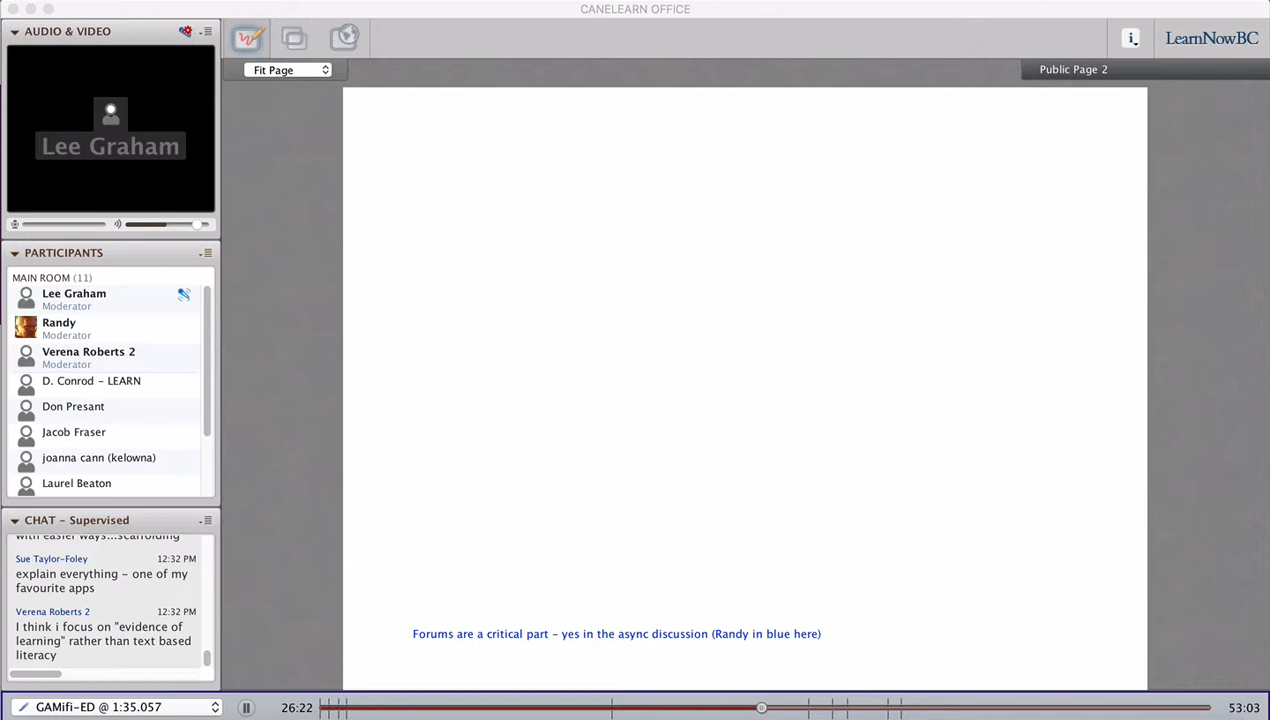 CANELEARN OFFICE
AUDIO & VIDEO
LearnNowBC
Fit Page
Public Page 2
Lee Graham
PARTICIPANTS
MAIN ROOM (11)
Lee Graham
Moderator
Randy
Moderator
Verena Roberts 2
Moderator
D. Conrod - LEARN
Don Presant
Jacob Fraser
joanna cann (kelowna)
Laurel Beaton
CHAT - Supervised
with easier ways...scaffolding
Sue Taylor-Foley 12:32 PM
explain everything - one of my
favourite apps
Verena Roberts 2 12:32 PM
I think i focus on "evidence of
learning" rather than text based
literacy
Forums are a critical part - yes in the async discussion (Randy in blue here)
GAMifi-ED @ 1:35.057
26:22
53:03